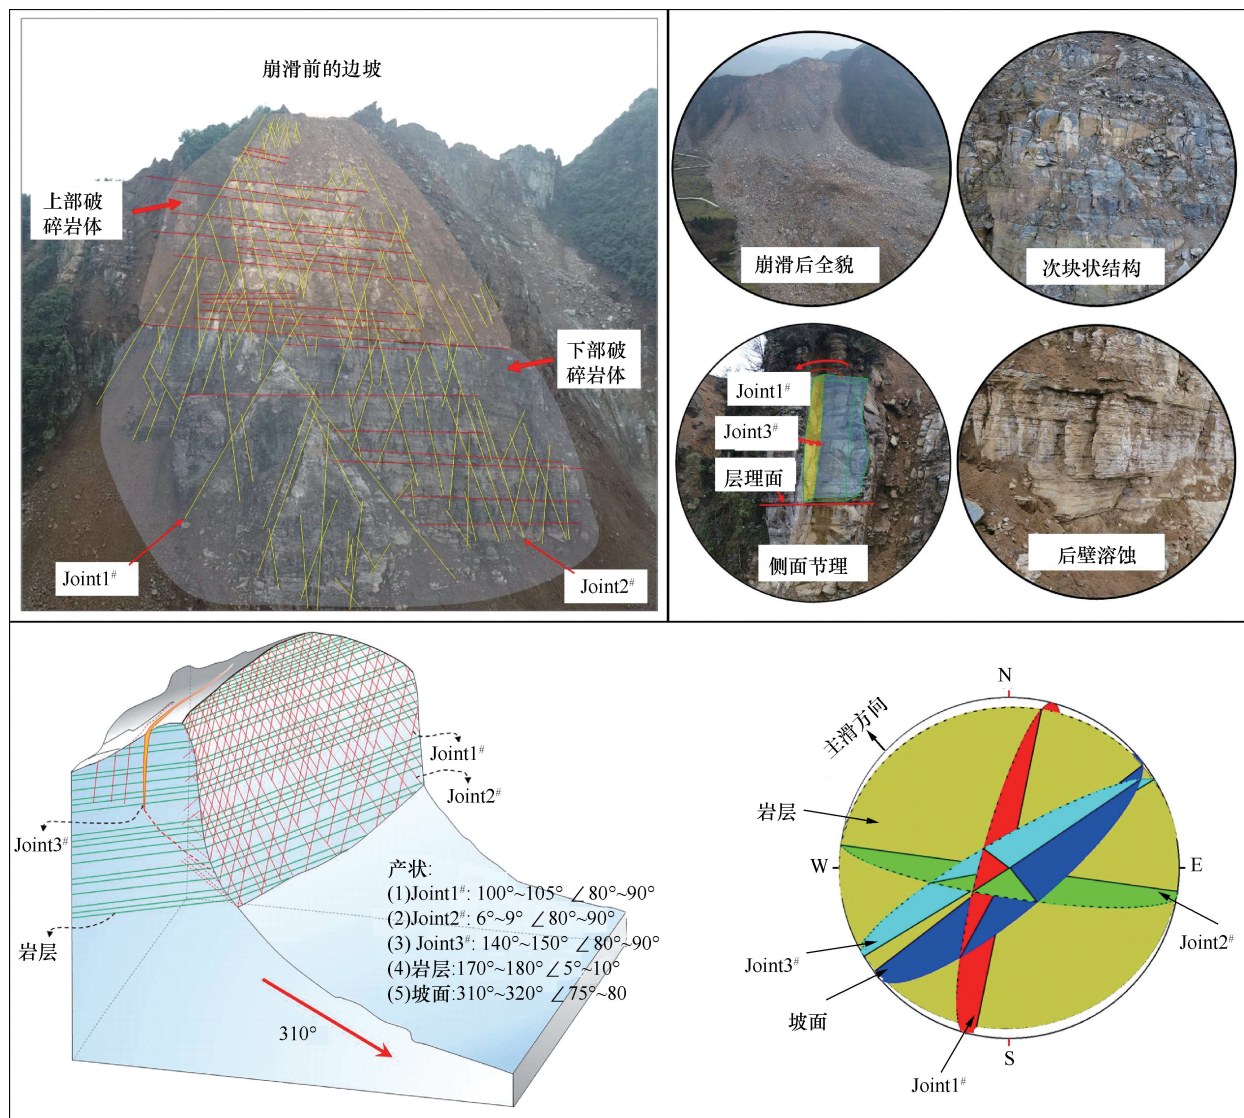 崩滑前的边坡
上部破
碎岩体
下部破
碎岩体
Joint1#
Joint2#
崩滑后全貌
次块状结构
Joint1#
Joint3#
层理面
侧面节理
后壁溶蚀
Joint1#
Joint2#
Joint3#
岩层
产状:
(1)Joint1#: 100°~105° ∠80°~90°
(2)Joint2#: 6°~9° ∠80°~90°
(3) Joint3#: 140°~150° ∠80°~90°
(4)岩层:170°~180°∠5°~10°
(5)坡面:310°~320° ∠75°~80
310°
N
主滑方向
岩层
W
E
Joint2#
Joint3#
坡面
S
Joint1#